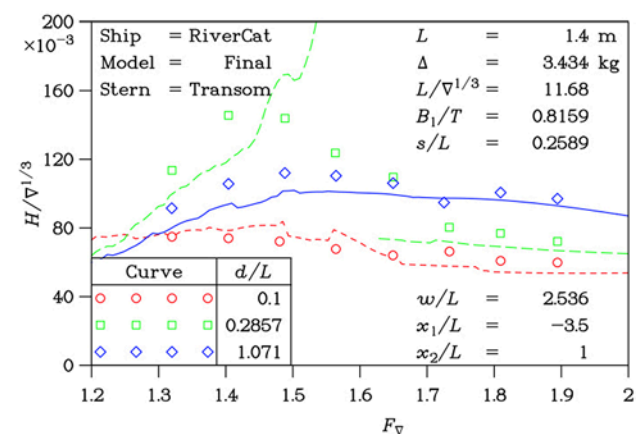 200
×10⁻³
160
120
80
40
0
H/∇^{1/3}
Ship = RiverCat
Model = Final
Stern = Transom
L = 1.4 m
Δ = 3.434 kg
L/∇^{1/3} = 11.68
B₁/T = 0.8159
s/L = 0.2589
Curve d/L
0.1
0.2857
1.071
w/L = 2.536
x₁/L = −3.5
x₂/L = 1
1.2 1.3 1.4 1.5 1.6 1.7 1.8 1.9 2
F_∇